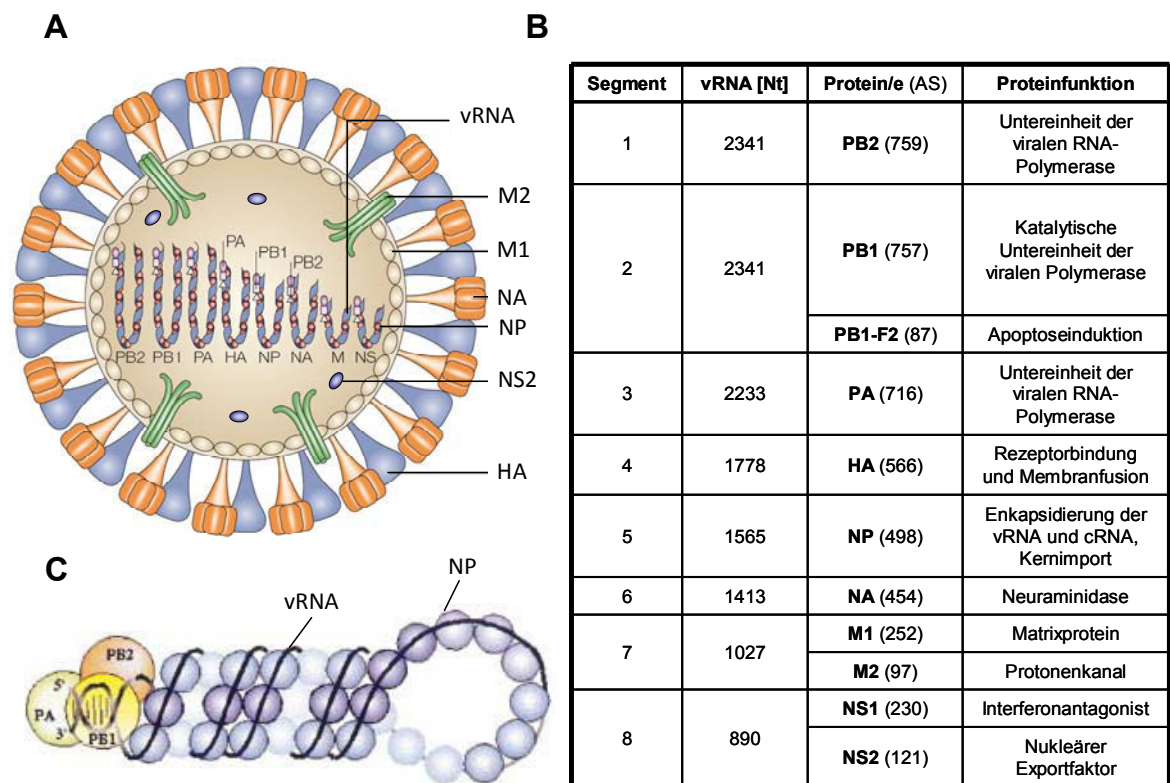 A
vRNA
M2
M1
NA
NP
NS2
HA
PA
PB1
PB2
PB2 PB1 PA HA NP NA M NS
B
Segment vRNA [Nt] Protein/e (AS) Proteinfunktion
1 2341 PB2 (759) Untereinheit der
viralen RNA-
Polymerase
2 2341 PB1 (757) Katalytische
Untereinheit der
viralen Polymerase
PB1-F2 (87) Apoptoseinduktion
3 2233 PA (716) Untereinheit der
viralen RNA-
Polymerase
4 1778 HA (566) Rezeptorbindung
und Membranfusion
5 1565 NP (498) Enkapsidierung der
vRNA und cRNA,
Kernimport
6 1413 NA (454) Neuraminidase
7 1027 M1 (252) Matrixprotein
M2 (97) Protonenkanal
8 890 NS1 (230) Interferonantagonist
NS2 (121) Nukleärer
Exportfaktor
C
NP
vRNA
PB2
5'
PA
3'
PB1